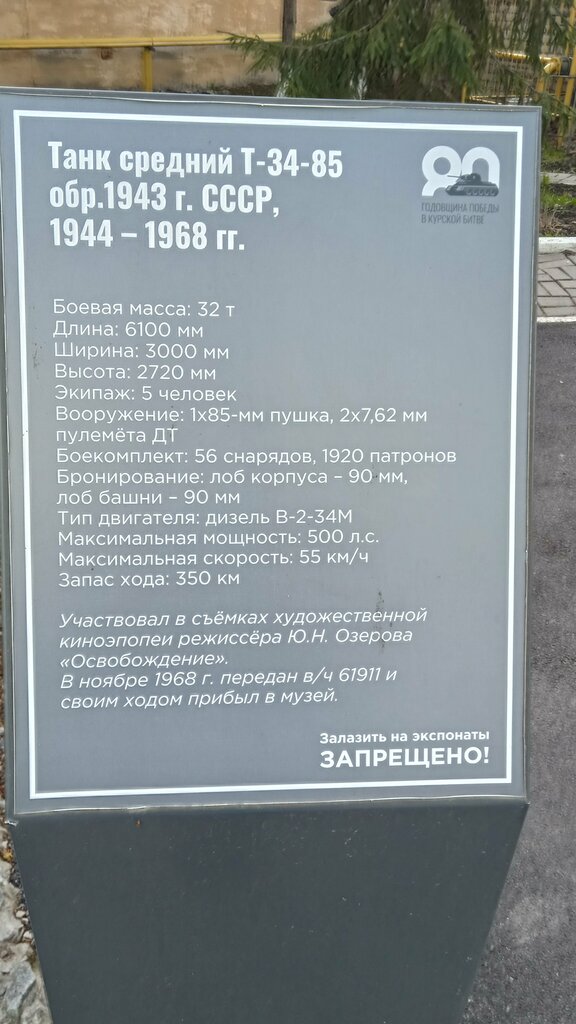 Танк средний Т-34-85
обр.1943 г. СССР,
1944 – 1968 гг.
80
ГОДОВЩИНА ПОБЕДЫ
В КУРСКОЙ БИТВЕ
Боевая масса: 32 т
Длина: 6100 мм
Ширина: 3000 мм
Высота: 2720 мм
Экипаж: 5 человек
Вооружение: 1х85-мм пушка, 2х7,62 мм
пулемёта ДТ
Боекомплект: 56 снарядов, 1920 патронов
Бронирование: лоб корпуса – 90 мм,
лоб башни – 90 мм
Тип двигателя: дизель В-2-34М
Максимальная мощность: 500 л.с.
Максимальная скорость: 55 км/ч
Запас хода: 350 км
Участвовал в съёмках художественной
киноэпопеи режиссёра Ю.Н. Озерова
«Освобождение».
В ноябре 1968 г. передан в/ч 61911 и
своим ходом прибыл в музей.
Залазить на экспонаты
ЗАПРЕЩЕНО!